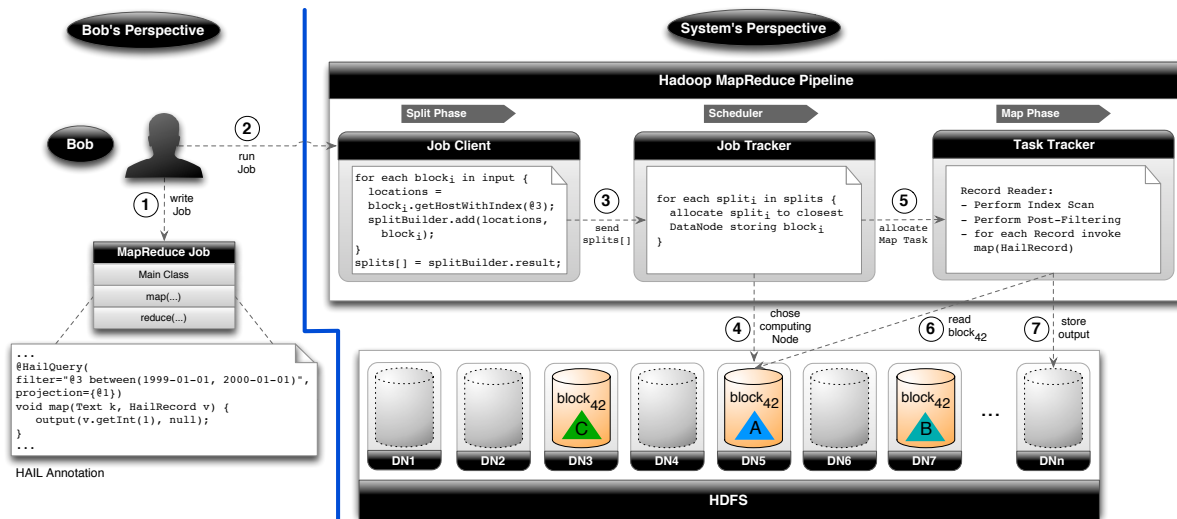 Bob's Perspective
System's Perspective
Hadoop MapReduce Pipeline
Split Phase
Scheduler
Map Phase
Bob
2
run
Job
1
write
Job
MapReduce Job
Main Class
map(...)
reduce(...)
...
@HailQuery(
filter="@3 between(1999-01-01, 2000-01-01)",
projection={@1})
void map(Text k, HailRecord v) {
output(v.getInt(1), null);
}
...
HAIL Annotation
Job Client
for each blocki in input {
locations =
blocki.getHostWithIndex(@3);
splitBuilder.add(locations,
blocki);
}
splits[] = splitBuilder.result;
3
send
splits[]
Job Tracker
for each spliti in splits {
allocate spliti to closest
DataNode storing blocki
}
5
allocate
Map Task
Task Tracker
Record Reader:
- Perform Index Scan
- Perform Post-Filtering
- for each Record invoke
map(HailRecord)
4
chose
computing
Node
6
read
block42
7
store
output
block42
C
block42
A
block42
B
...
DN1
DN2
DN3
DN4
DN5
DN6
DN7
DNn
HDFS